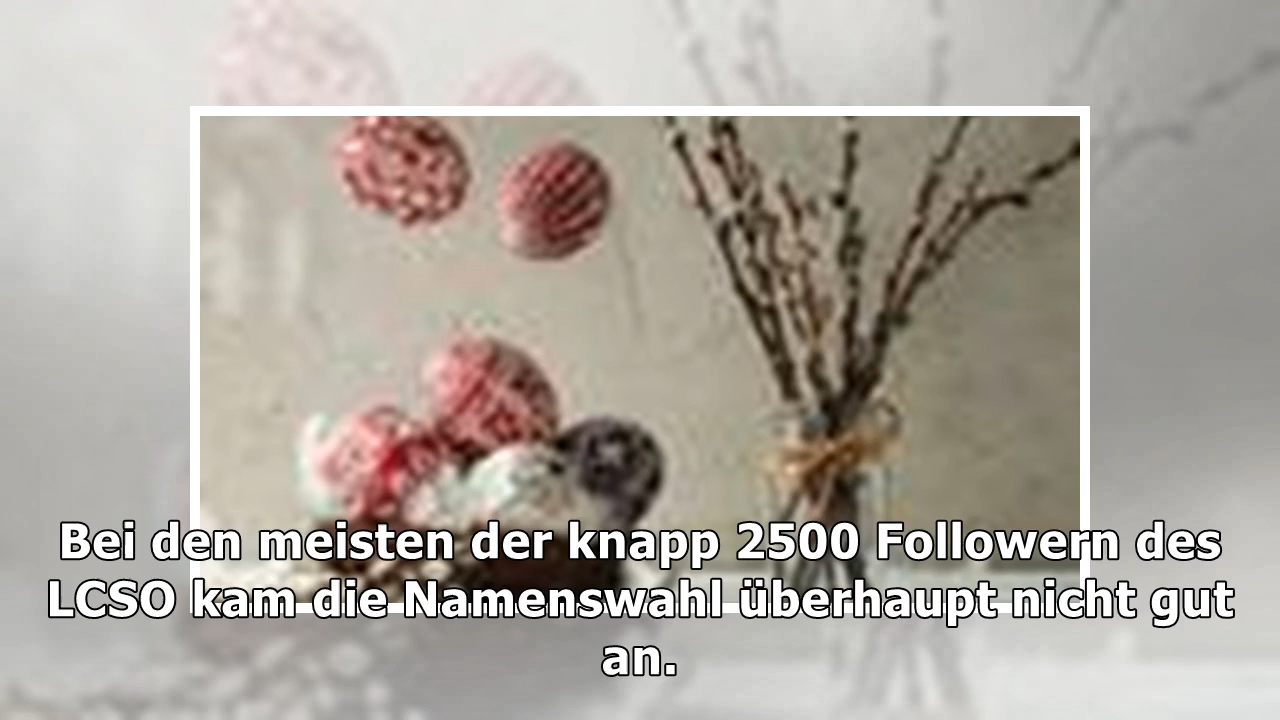 Bei den meisten der knapp 2500 Followern des
LCSO kam die Namenswahl überhaupt nicht gut
an.